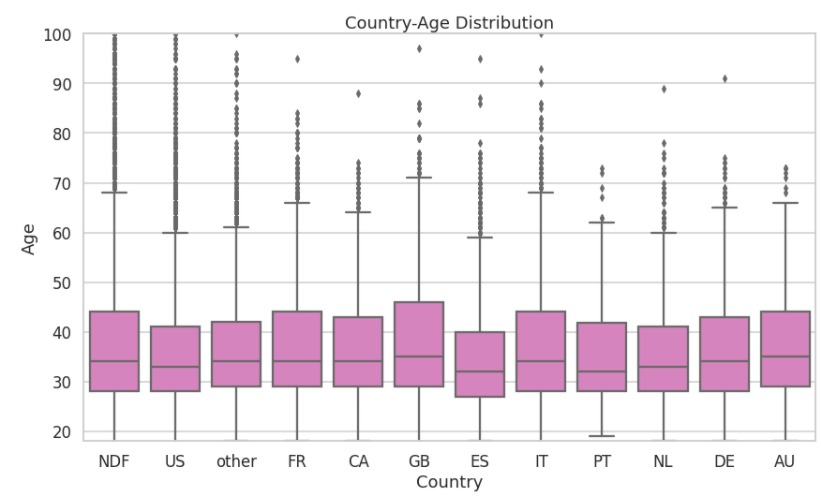 Country-Age Distribution
100
90
80
70
60
50
40
30
20
Age
NDF US other FR CA GB ES IT PT NL DE AU
Country